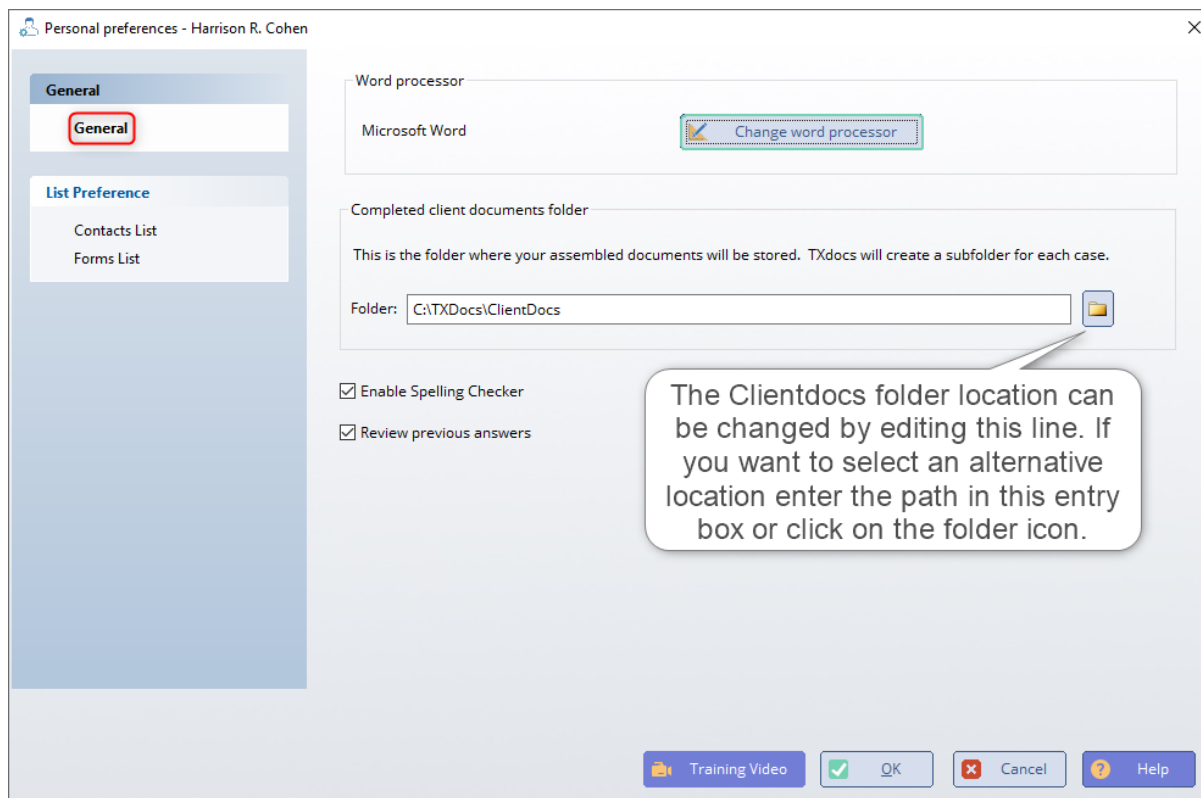 Personal preferences - Harrison R. Cohen
General
General
List Preference
Contacts List
Forms List
Word processor
Microsoft Word
Change word processor
Completed client documents folder
This is the folder where your assembled documents will be stored.  TXdocs will create a subfolder for each case.
Folder: C:\TXDocs\ClientDocs
Enable Spelling Checker
Review previous answers
The Clientdocs folder location can
be changed by editing this line. If
you want to select an alternative
location enter the path in this entry
box or click on the folder icon.
Training Video
OK
Cancel
Help